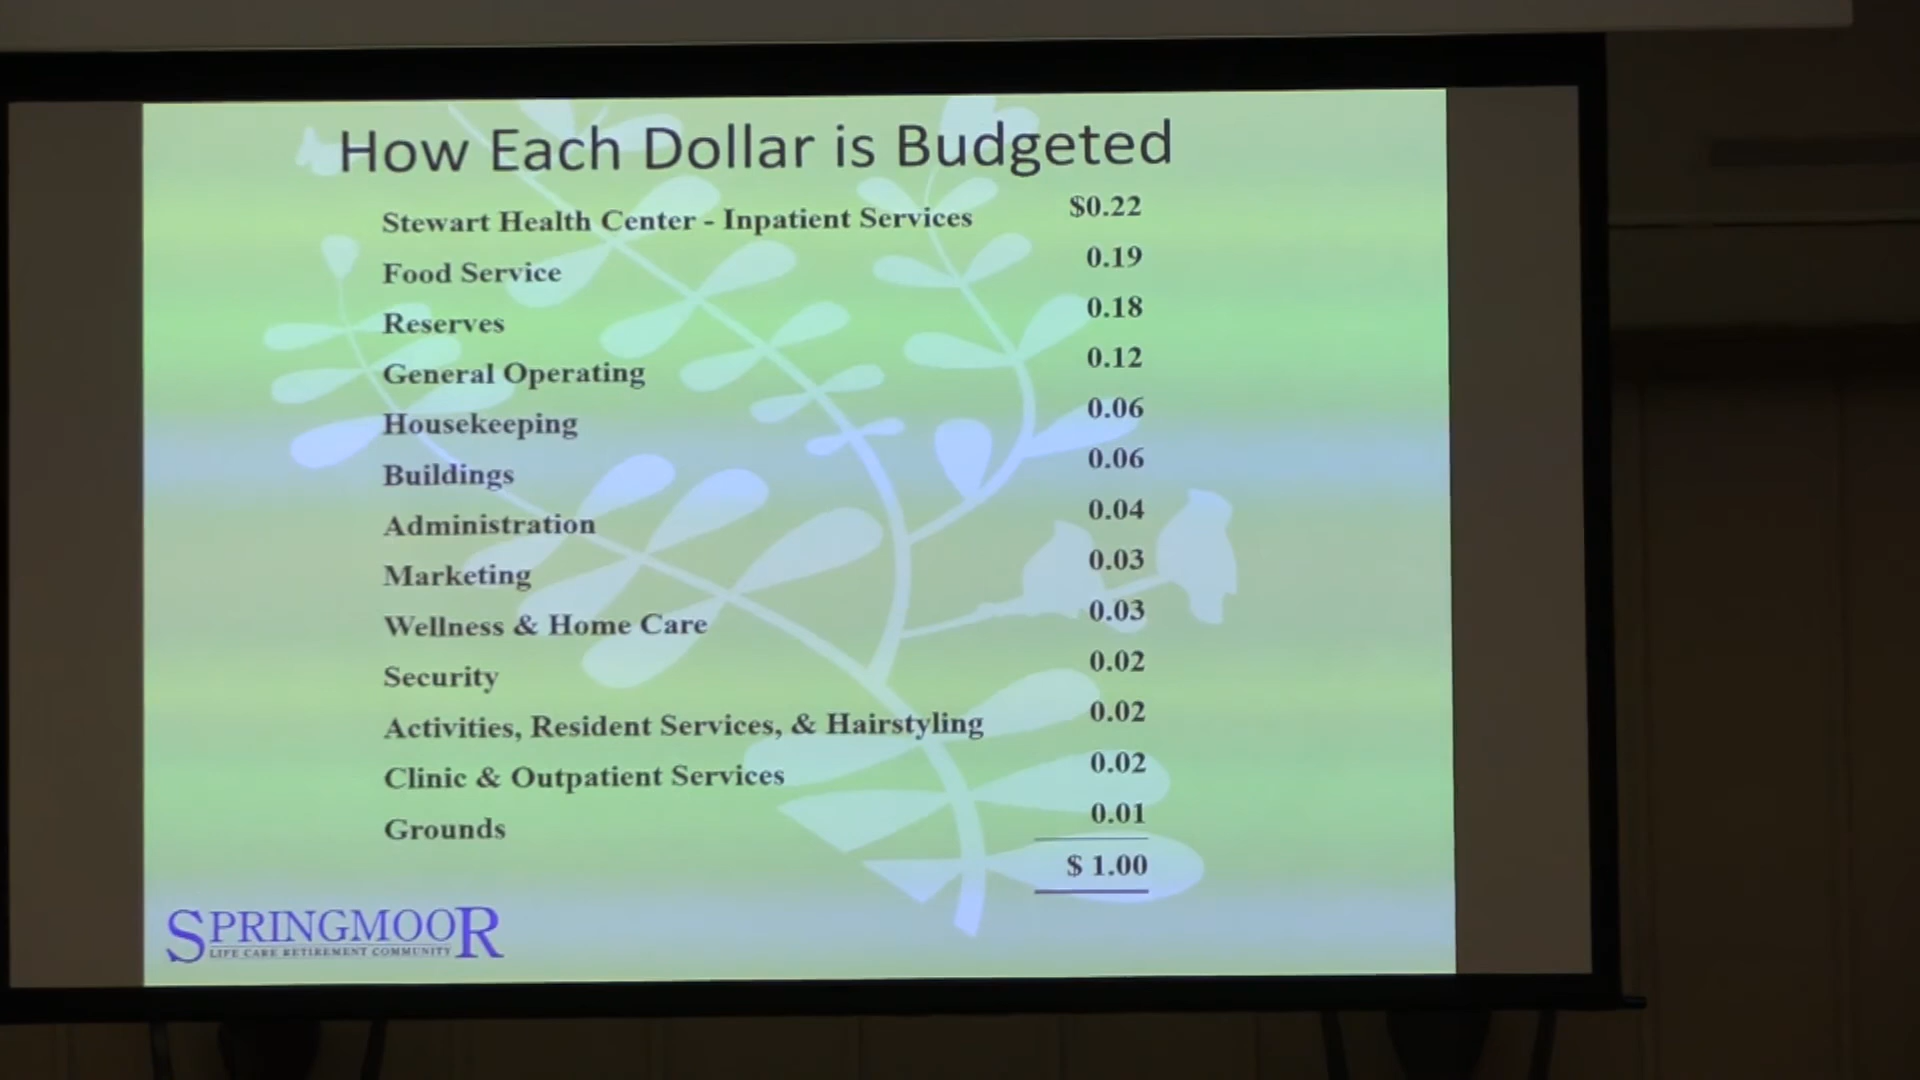 How Each Dollar is Budgeted
Stewart Health Center - Inpatient Services $0.22
Food Service 0.19
Reserves 0.18
General Operating 0.12
Housekeeping 0.06
Buildings 0.06
Administration 0.04
Marketing 0.03
Wellness & Home Care 0.03
Security 0.02
Activities, Resident Services, & Hairstyling 0.02
Clinic & Outpatient Services 0.02
Grounds 0.01
$ 1.00
SPRINGMOOR
LIFE CARE RETIREMENT COMMUNITY